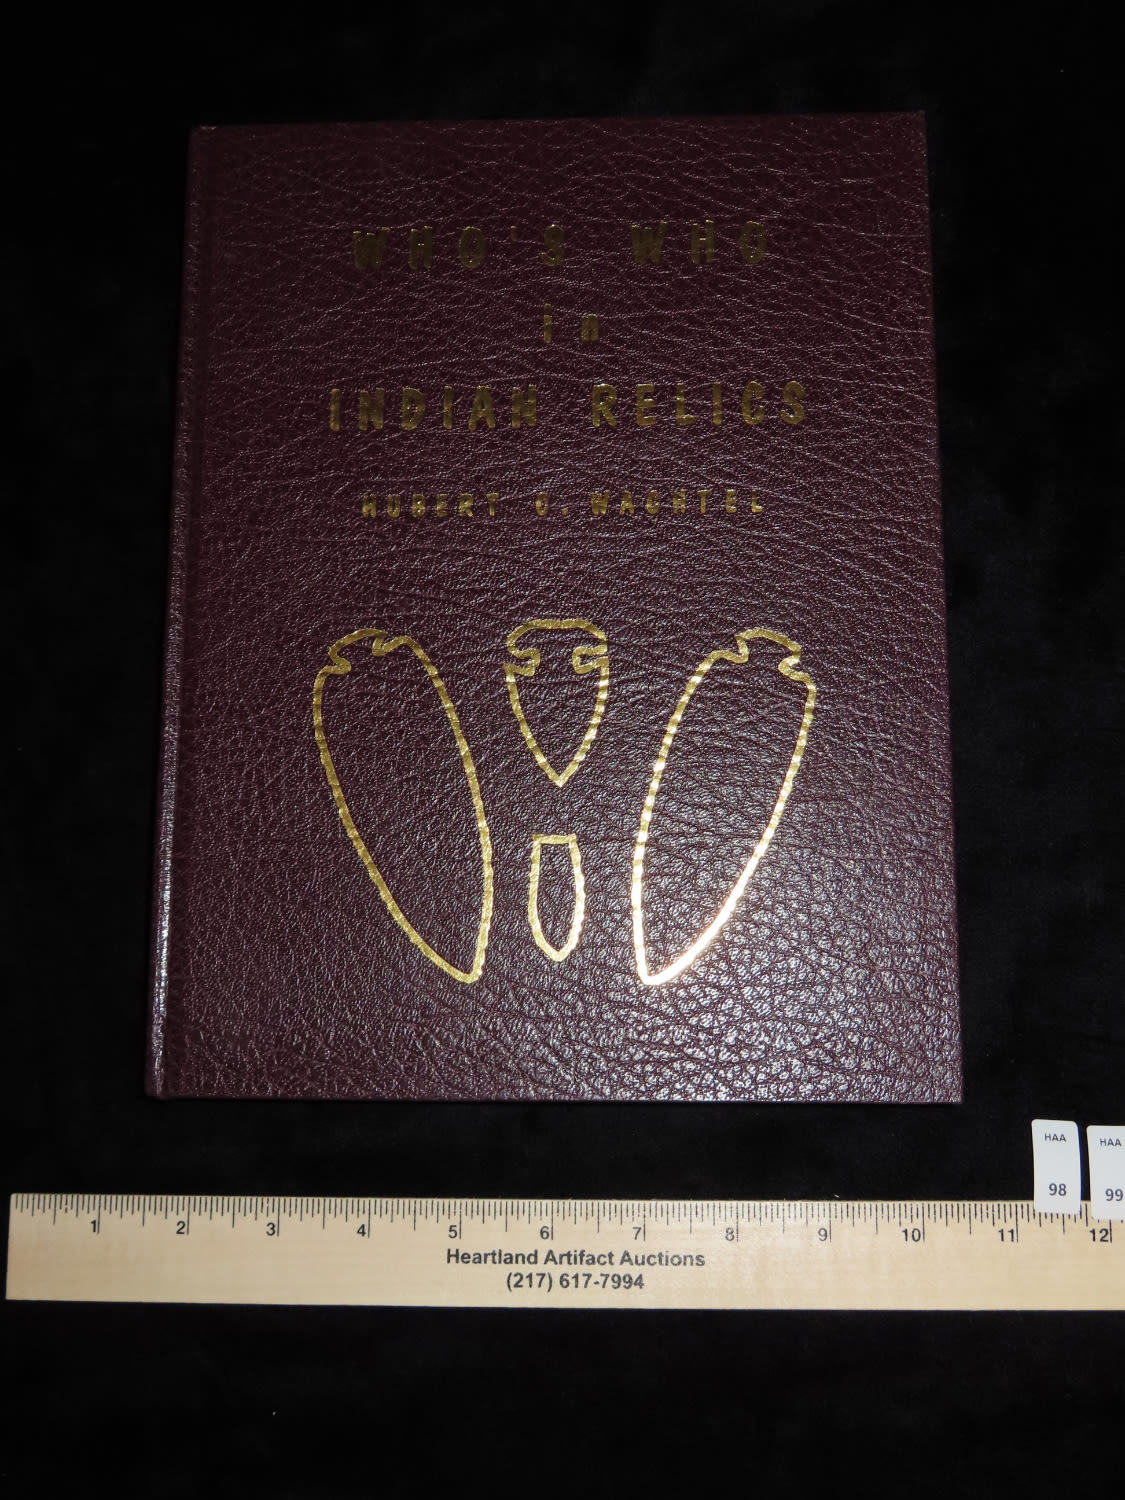 WHO'S WHO
in
INDIAN RELICS
HUBERT C. WACHTEL
HAA
98
HAA
99
1 2 3 4 5 6 7 8 9 10 11 12
Heartland Artifact Auctions
(217) 617-7994